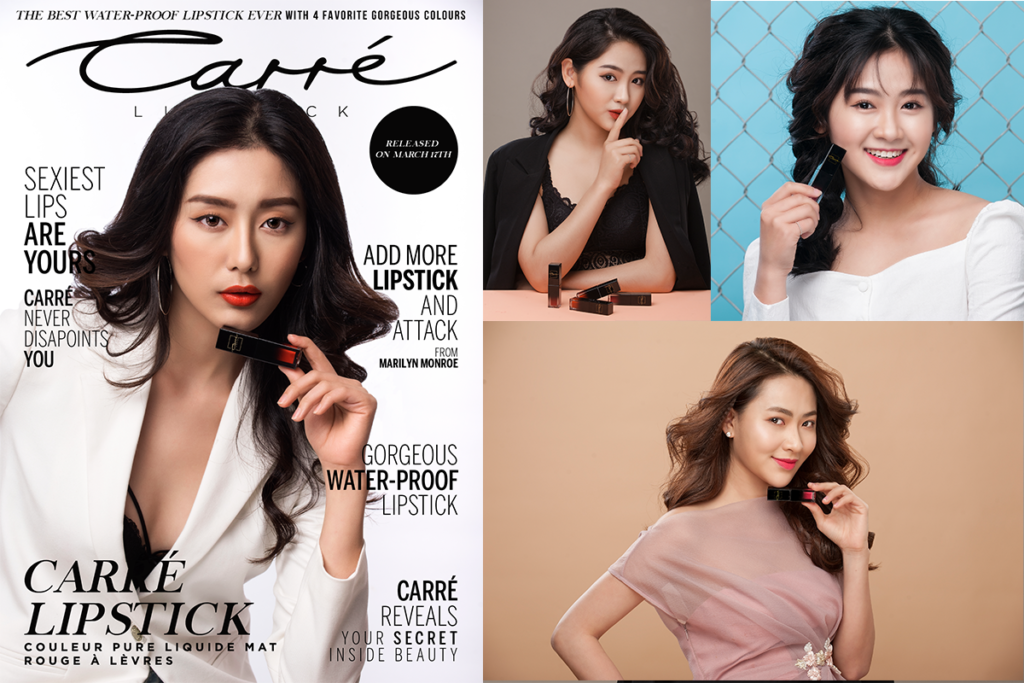 THE BEST WATER-PROOF LIPSTICK EVER WITH 4 FAVORITE GORGEOUS COLOURS
Carré
RELEASED
ON MARCH 17TH
SEXIEST
LIPS
ARE
YOURS
CARRÉ
NEVER
DISAPOINTS
YOU
ADD MORE
LIPSTICK
AND
ATTACK
FROM
MARILYN MONROE
GORGEOUS
WATER-PROOF
LIPSTICK
CARRÉ
LIPSTICK
COULEUR PURE LIQUIDE MAT
ROUGE À LÈVRES
CARRÉ
REVEALS
YOUR SECRET
INSIDE BEAUTY